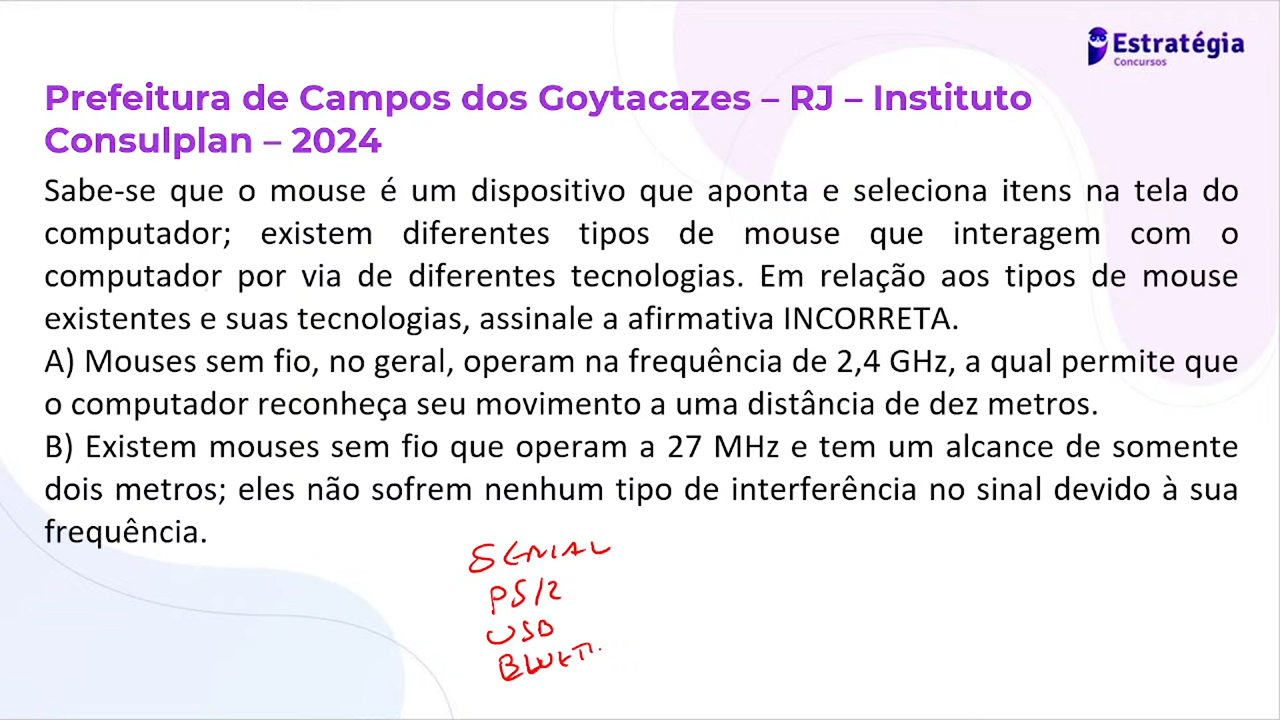 Estratégia
Concursos
Prefeitura de Campos dos Goytacazes – RJ – Instituto
Consulplan – 2024
Sabe-se que o mouse é um dispositivo que aponta e seleciona itens na tela do
computador; existem diferentes tipos de mouse que interagem com o
computador por via de diferentes tecnologias. Em relação aos tipos de mouse
existentes e suas tecnologias, assinale a afirmativa INCORRETA.
A) Mouses sem fio, no geral, operam na frequência de 2,4 GHz, a qual permite que
o computador reconheça seu movimento a uma distância de dez metros.
B) Existem mouses sem fio que operam a 27 MHz e tem um alcance de somente
dois metros; eles não sofrem nenhum tipo de interferência no sinal devido à sua
frequência.
SERIAL
PS/2
USB